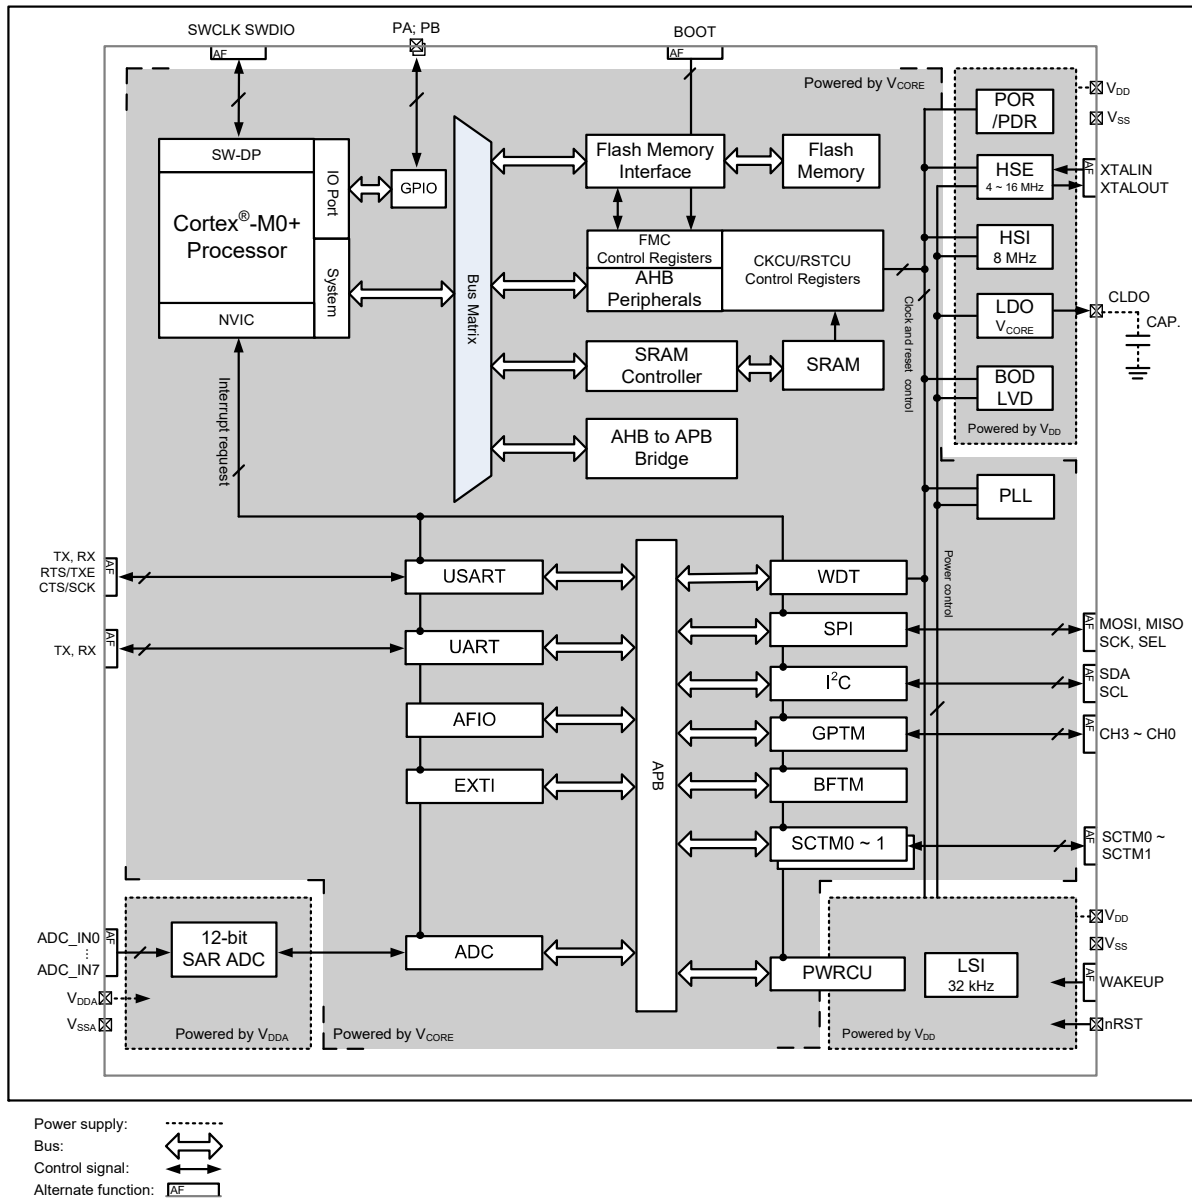 SWCLK SWDIO
PA; PB
BOOT
AF
AF
Powered by VCORE
POR
/PDR
VDD
VSS
SW-DP
IO Port
GPIO
Flash Memory
Interface
Flash
Memory
HSE
4 ~ 16 MHz
AF
XTALIN
XTALOUT
Cortex®-M0+
Processor
System
Bus Matrix
FMC
Control Registers
AHB
Peripherals
CKCU/RSTCU
Control Registers
HSI
8 MHz
Clock and reset control
LDO
VCORE
CLDO
CAP.
NVIC
SRAM
Controller
SRAM
BOD
LVD
Powered by VDD
Interrupt request
AHB to APB
Bridge
PLL
Power control
TX, RX
RTS/TXE
CTS/SCK
AF
USART
APB
WDT
SPI
AF
MOSI, MISO
SCK, SEL
TX, RX
AF
UART
I2C
AF
SDA
SCL
AFIO
GPTM
AF
CH3 ~ CH0
EXTI
BFTM
SCTM0 ~ 1
AF
SCTM0 ~
SCTM1
ADC_IN0
⋮
ADC_IN7
AF
12-bit
SAR ADC
ADC
PWRCU
LSI
32 kHz
VDD
VSS
AF
WAKEUP
nRST
VDDA
VSSA
Powered by VDDA
Powered by VCORE
Powered by VDD
Power supply:
Bus:
Control signal:
Alternate function:
AF